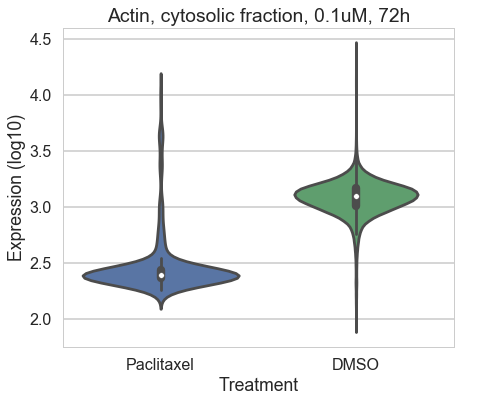 Actin, cytosolic fraction, 0.1uM, 72h
Expression (log10)
4.5
4.0
3.5
3.0
2.5
2.0
Paclitaxel
DMSO
Treatment